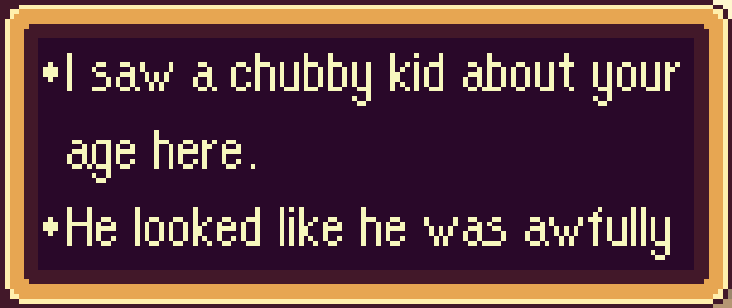 •I saw a chubby kid about your
age here.
•He looked like he was awfully